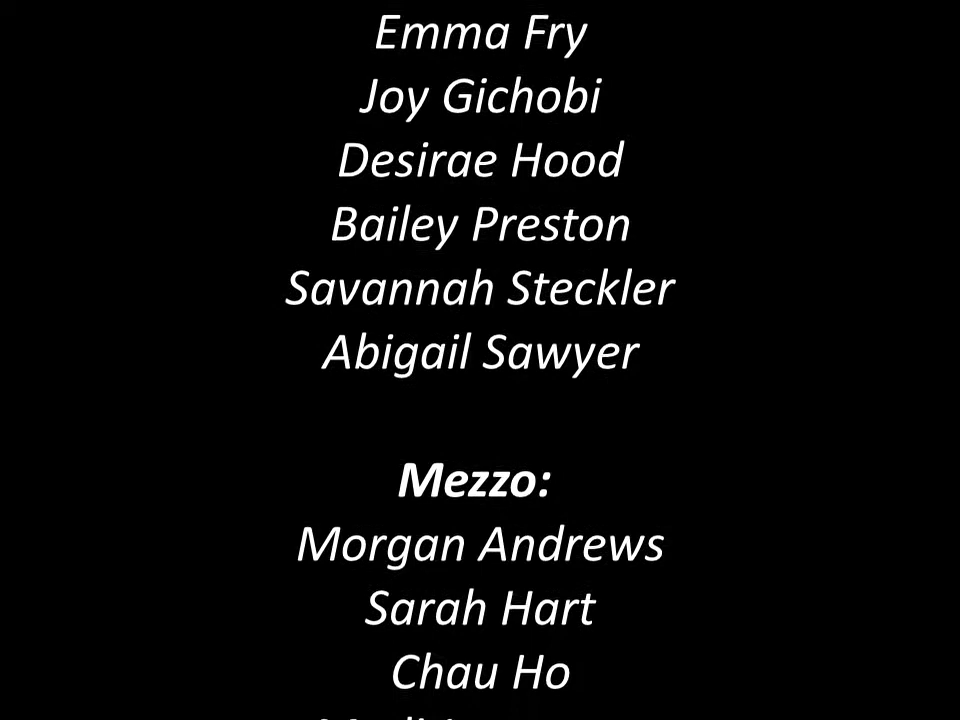 Emma Fry
Joy Gichobi
Desirae Hood
Bailey Preston
Savannah Steckler
Abigail Sawyer
Mezzo:
Morgan Andrews
Sarah Hart
Chau Ho